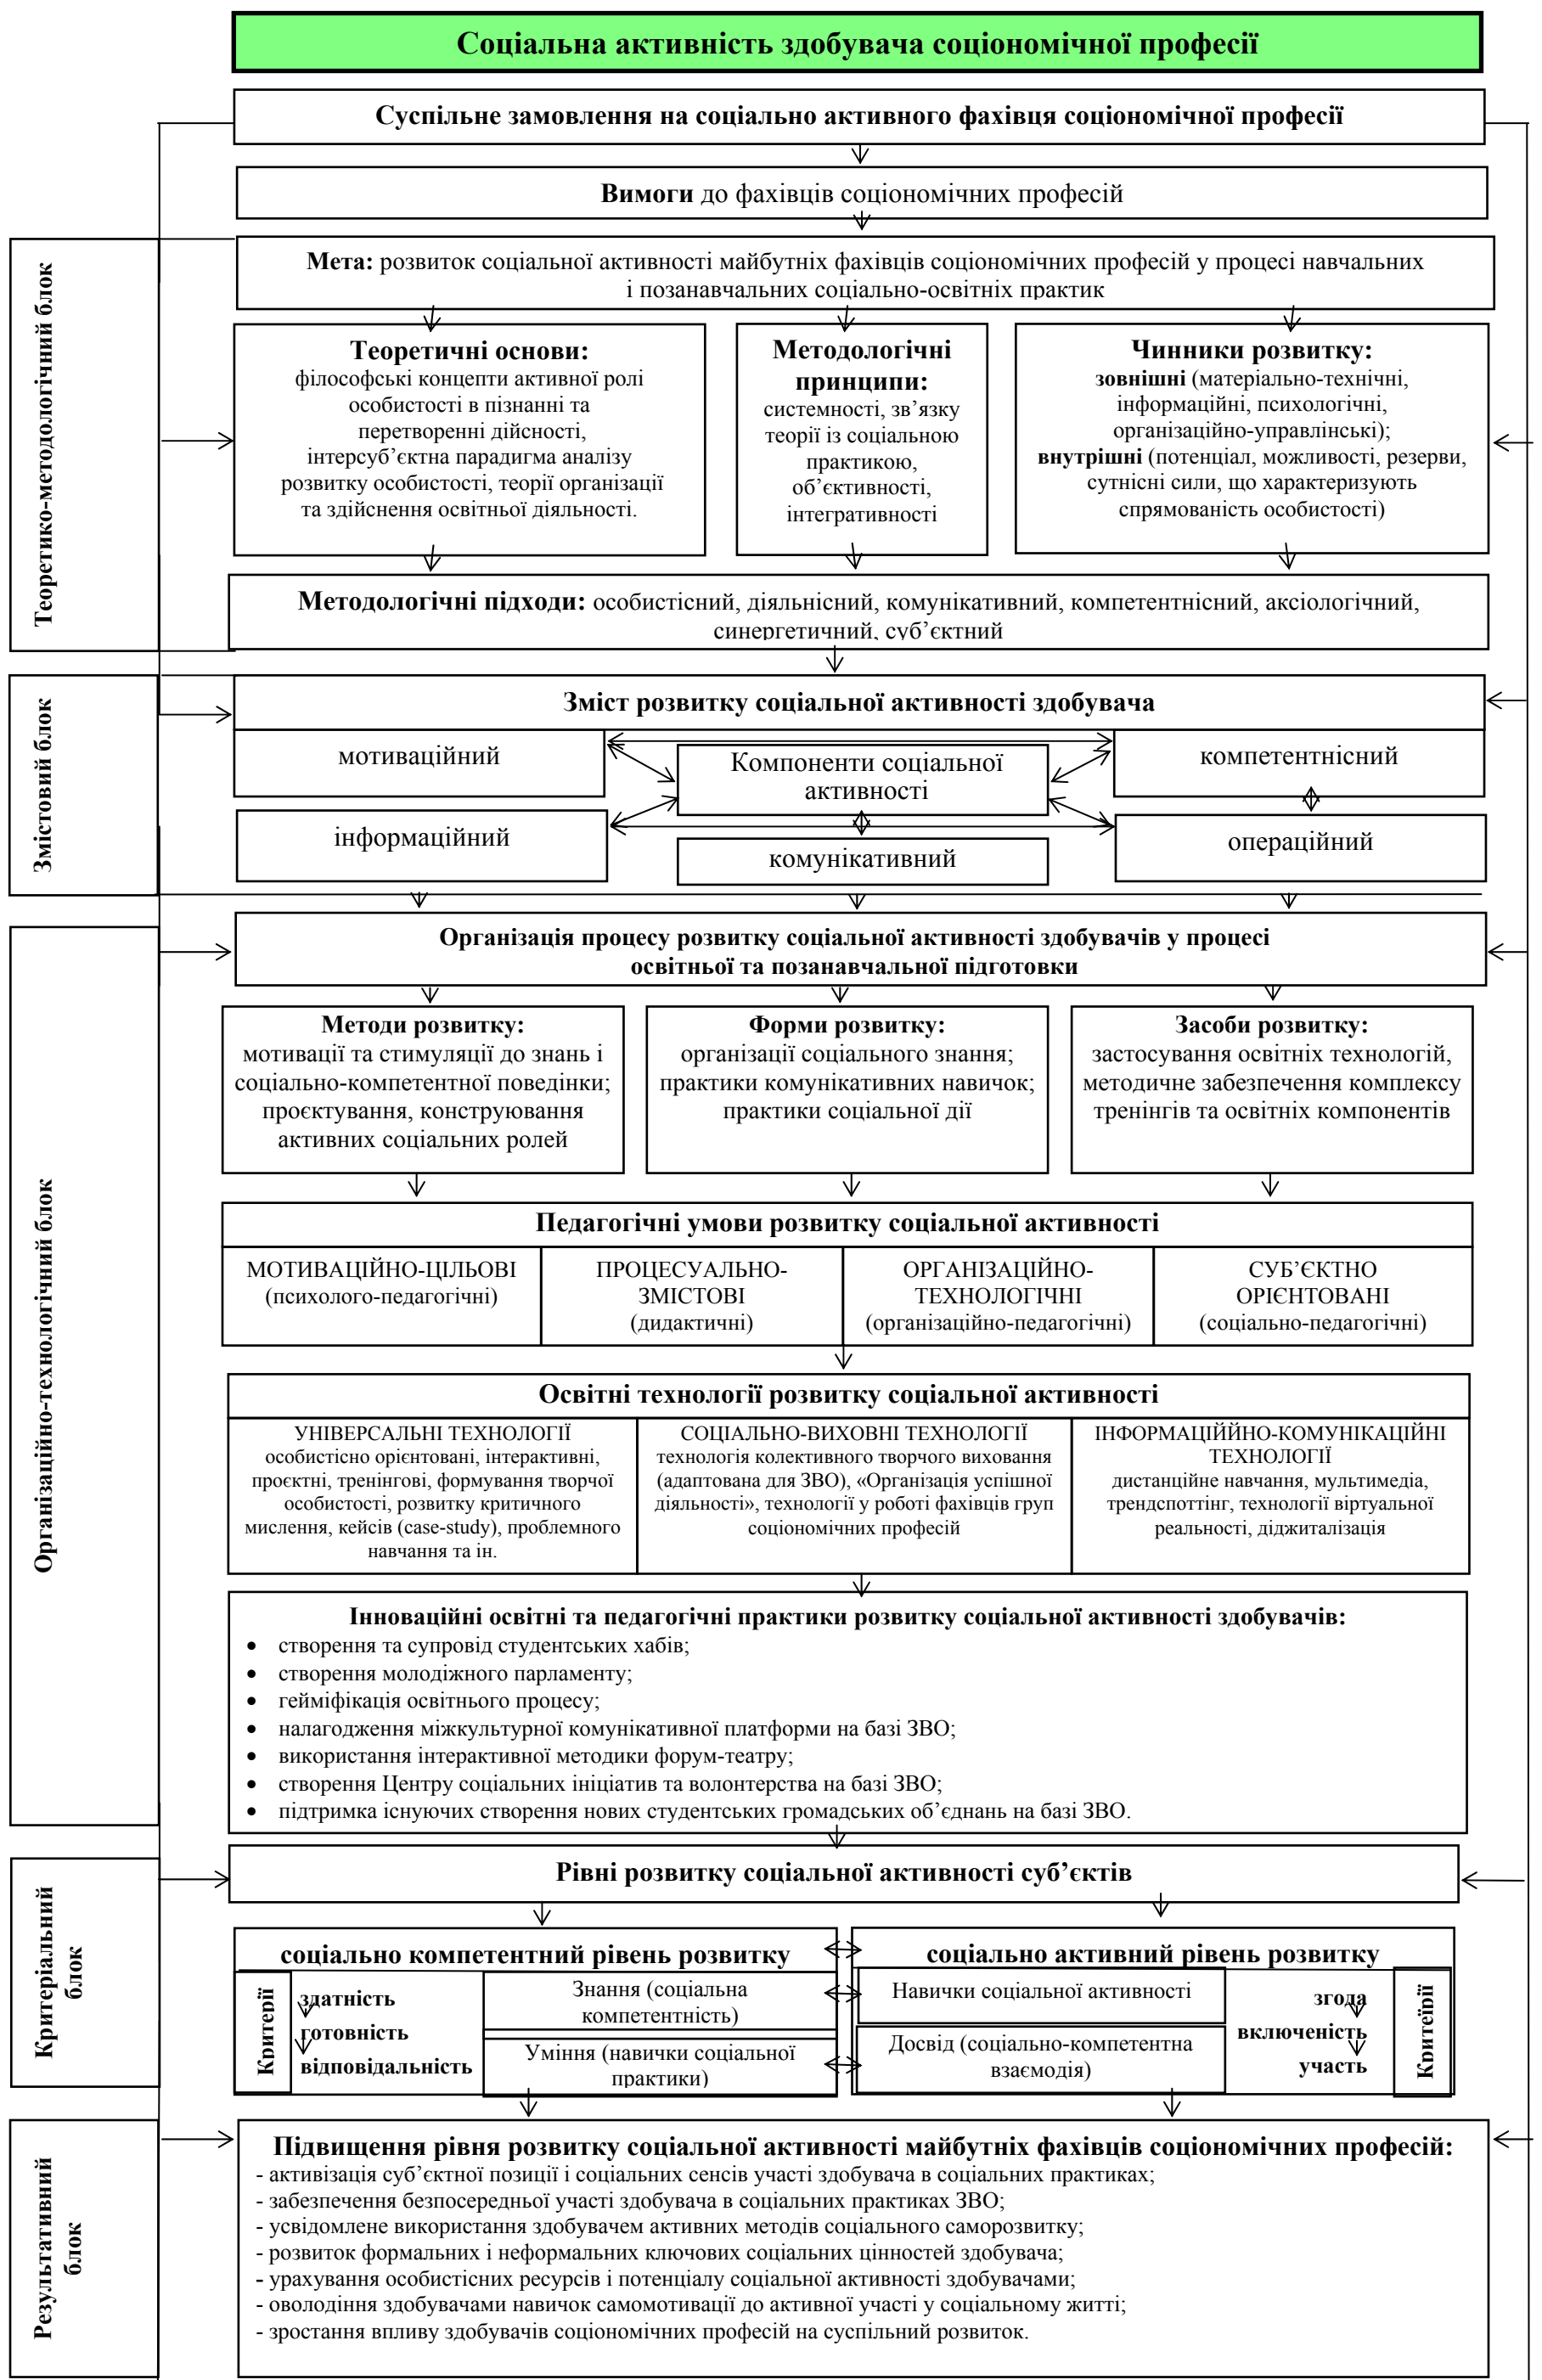 Соціальна активність здобувача соціономічної професії
Суспільне замовлення на соціально активного фахівця соціономічної професії
Вимоги до фахівців соціономічних професій
Теоретико-методологічний блок
Мета: розвиток соціальної активності майбутніх фахівців соціономічних професій у процесі навчальних
і позанавчальних соціально-освітніх практик
Теоретичні основи:
філософські концепти активної ролі
особистості в пізнанні та
перетворенні дійсності,
інтерсуб’єктна парадигма аналізу
розвитку особистості, теорії організації
та здійснення освітньої діяльності.
Методологічні
принципи:
системності, зв’язку
теорії із соціальною
практикою,
об’єктивності,
інтегративності
Чинники розвитку:
зовнішні (матеріально-технічні,
інформаційні, психологічні,
організаційно-управлінські);
внутрішні (потенціал, можливості, резерви,
сутнісні сили, що характеризують
спрямованість особистості)
Методологічні підходи: особистісний, діяльнісний, комунікативний, компетентнісний, аксіологічний,
синергетичний, суб’єктний
Змістовий блок
Зміст розвитку соціальної активності здобувача
мотиваційний
Компоненти соціальної
активності
компетентнісний
інформаційний
комунікативний
операційний
Організаційно-технологічний блок
Організація процесу розвитку соціальної активності здобувачів у процесі
освітньої та позанавчальної підготовки
Методи розвитку:
мотивації та стимуляції до знань і
соціально-компетентної поведінки;
проєктування, конструювання
активних соціальних ролей
Форми розвитку:
організації соціального знання;
практики комунікативних навичок;
практики соціальної дії
Засоби розвитку:
застосування освітніх технологій,
методичне забезпечення комплексу
тренінгів та освітніх компонентів
Педагогічні умови розвитку соціальної активності
МОТИВАЦІЙНО-ЦІЛЬОВІ
(психолого-педагогічні)
ПРОЦЕСУАЛЬНО-
ЗМІСТОВІ
(дидактичні)
ОРГАНІЗАЦІЙНО-
ТЕХНОЛОГІЧНІ
(організаційно-педагогічні)
СУБ’ЄКТНО
ОРІЄНТОВАНІ
(соціально-педагогічні)
Освітні технології розвитку соціальної активності
УНІВЕРСАЛЬНІ ТЕХНОЛОГІЇ
особистісно орієнтовані, інтерактивні,
проєктні, тренінгові, формування творчої
особистості, розвитку критичного
мислення, кейсів (case-study), проблемного
навчання та ін.
СОЦІАЛЬНО-ВИХОВНІ ТЕХНОЛОГІЇ
технологія колективного творчого виховання
(адаптована для ЗВО), «Організація успішної
діяльності», технології у роботі фахівців груп
соціономічних професій
ІНФОРМАЦІЙЙНО-КОМУНІКАЦІЙНІ
ТЕХНОЛОГІЇ
дистанційне навчання, мультимедіа,
трендспоттінг, технології віртуальної
реальності, діджиталізація
Інноваційні освітні та педагогічні практики розвитку соціальної активності здобувачів:
• створення та супровід студентських хабів;
• створення молодіжного парламенту;
• гейміфікація освітнього процесу;
• налагодження міжкультурної комунікативної платформи на базі ЗВО;
• використання інтерактивної методики форум-театру;
• створення Центру соціальних ініціатив та волонтерства на базі ЗВО;
• підтримка існуючих створення нових студентських громадських об’єднань на базі ЗВО.
Критеріальний
блок
Рівні розвитку соціальної активності суб’єктів
соціально компетентний рівень розвитку
Критерії
здатність
готовність
відповідальність
Знання (соціальна
компетентність)
Уміння (навички соціальної
практики)
соціально активний рівень розвитку
Навички соціальної активності
Досвід (соціально-компетентна
взаємодія)
згода
включеність
участь
Критеїрії
Результативний
блок
Підвищення рівня розвитку соціальної активності майбутніх фахівців соціономічних професій:
- активізація суб’єктної позиції і соціальних сенсів участі здобувача в соціальних практиках;
- забезпечення безпосередньої участі здобувача в соціальних практиках ЗВО;
- усвідомлене використання здобувачем активних методів соціального саморозвитку;
- розвиток формальних і неформальних ключових соціальних цінностей здобувача;
- урахування особистісних ресурсів і потенціалу соціальної активності здобувачами;
- оволодіння здобувачами навичок самомотивації до активної участі у соціальному житті;
- зростання впливу здобувачів соціономічних професій на суспільний розвиток.